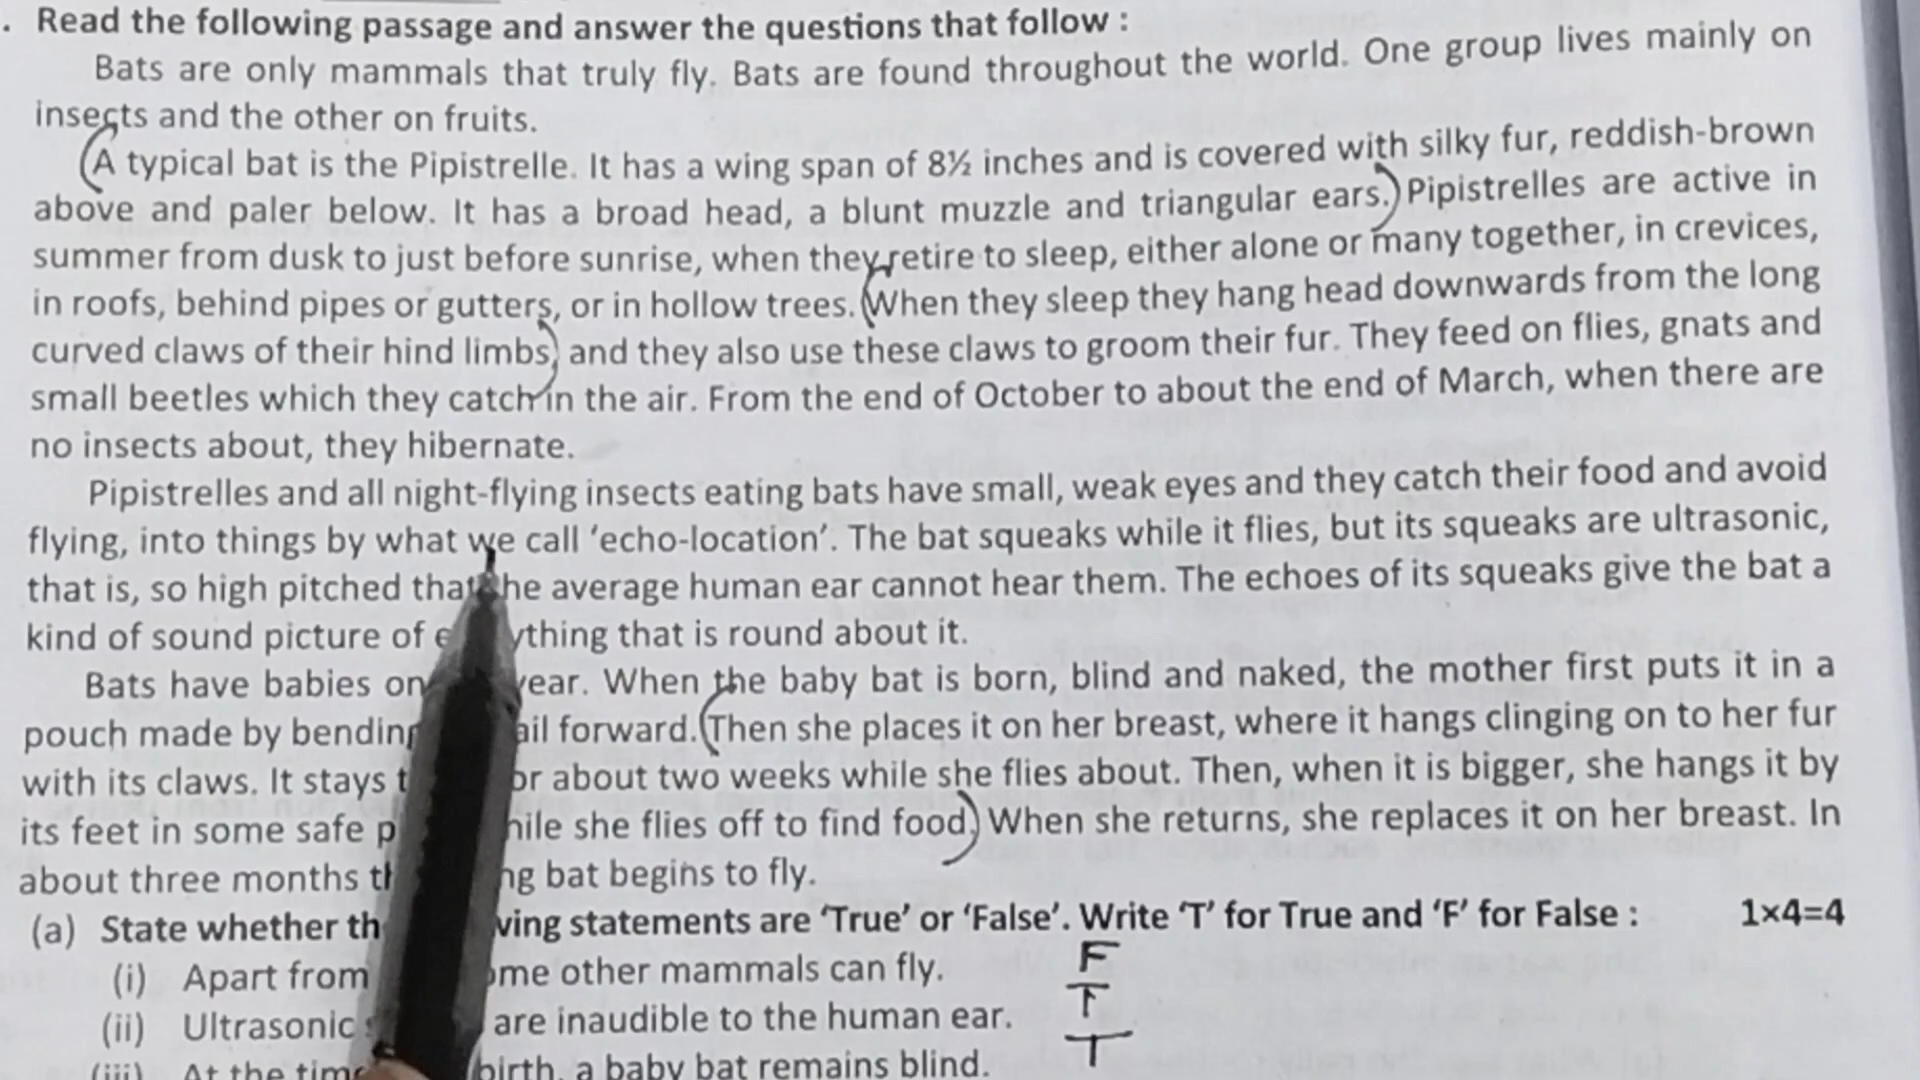 . Read the following passage and answer the questions that follow :
Bats are only mammals that truly fly. Bats are found throughout the world. One group lives mainly on
insects and the other on fruits.
(A typical bat is the Pipistrelle. It has a wing span of 8½ inches and is covered with silky fur, reddish-brown
above and paler below. It has a broad head, a blunt muzzle and triangular ears.) Pipistrelles are active in
summer from dusk to just before sunrise, when they retire to sleep, either alone or many together, in crevices,
in roofs, behind pipes or gutters, or in hollow trees. (When they sleep they hang head downwards from the long
curved claws of their hind limbs) and they also use these claws to groom their fur. They feed on flies, gnats and
small beetles which they catch in the air. From the end of October to about the end of March, when there are
no insects about, they hibernate.
Pipistrelles and all night-flying insects eating bats have small, weak eyes and they catch their food and avoid
flying, into things by what we call 'echo-location'. The bat squeaks while it flies, but its squeaks are ultrasonic,
that is, so high pitched that he average human ear cannot hear them. The echoes of its squeaks give the bat a
kind of sound picture of ything that is round about it.
Bats have babies on year. When the baby bat is born, blind and naked, the mother first puts it in a
pouch made by bending ail forward. (Then she places it on her breast, where it hangs clinging on to her fur
with its claws. It stays t or about two weeks while she flies about. Then, when it is bigger, she hangs it by
its feet in some safe p hile she flies off to find food.) When she returns, she replaces it on her breast. In
about three months th ng bat begins to fly.
(a) State whether th wing statements are 'True' or 'False'. Write 'T' for True and 'F' for False : 1×4=4
(i) Apart from ome other mammals can fly. F
(ii) Ultrasonic s are inaudible to the human ear. T
(iii) At the time birth, a baby bat remains blind. T